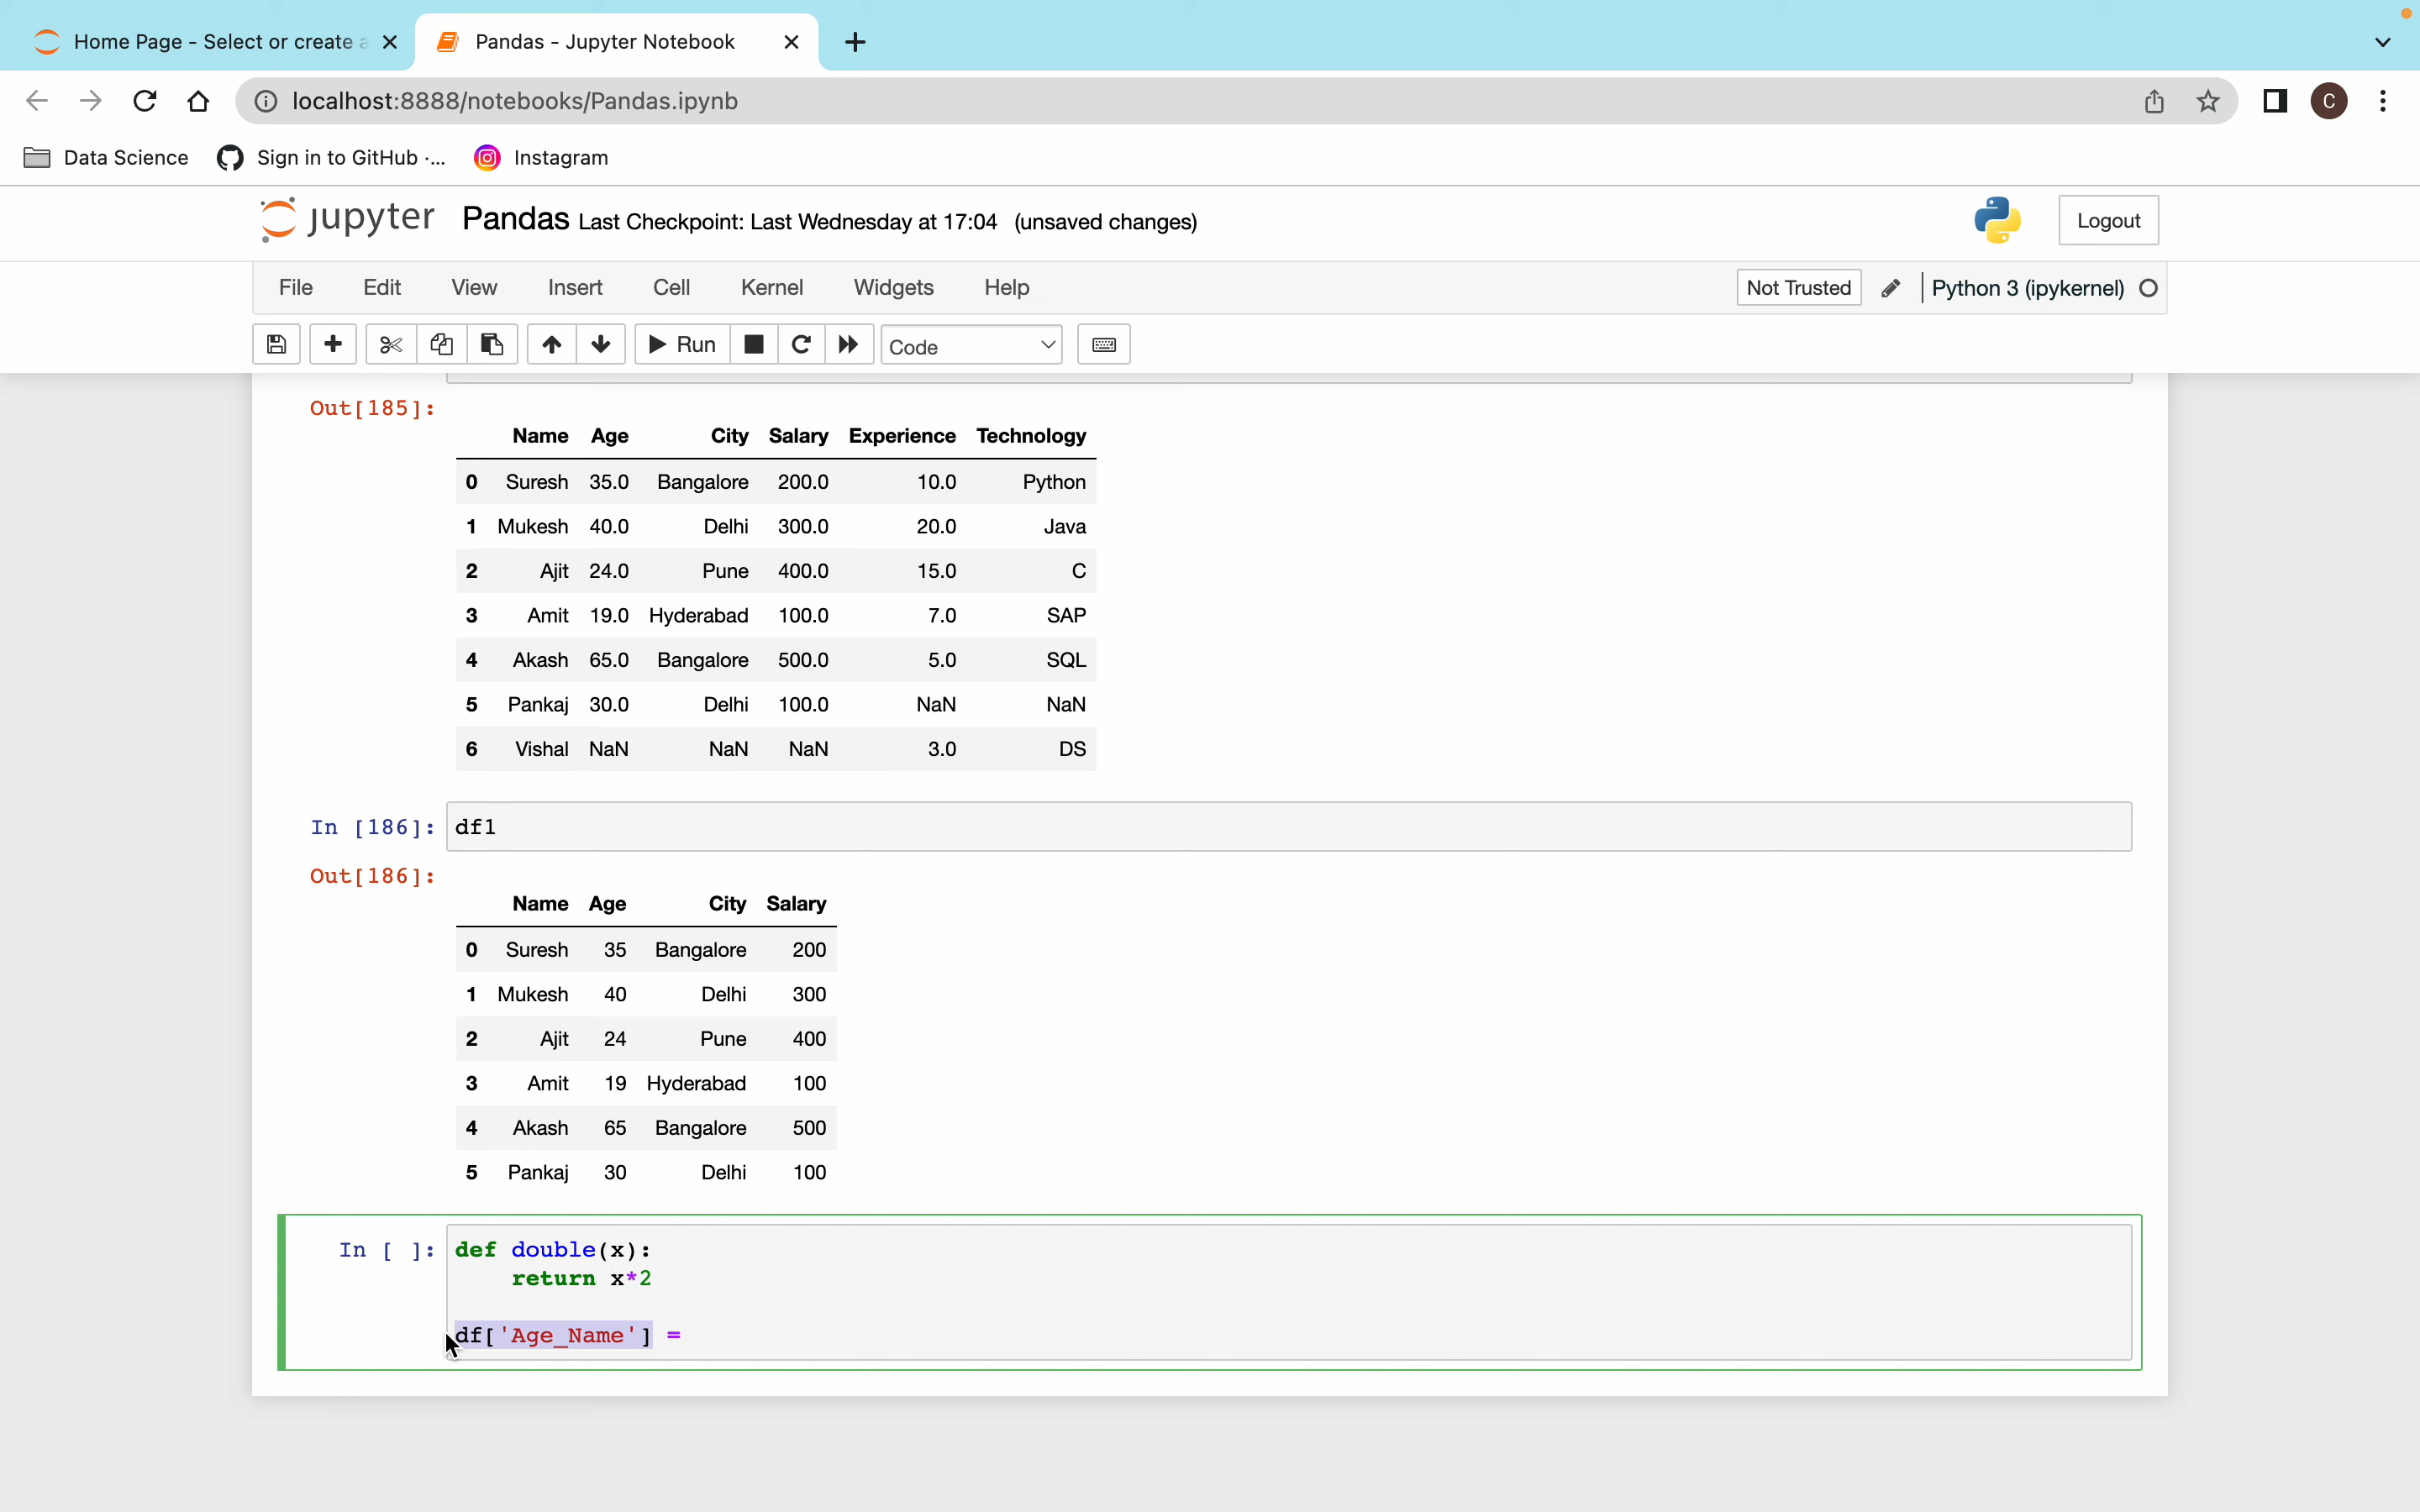 Home Page - Select or create a
Pandas - Jupyter Notebook
localhost:8888/notebooks/Pandas.ipynb
C
Data Science
Sign in to GitHub ·...
Instagram
jupyter
Pandas Last Checkpoint: Last Wednesday at 17:04 (unsaved changes)
Logout
File Edit View Insert Cell Kernel Widgets Help
Not Trusted
Python 3 (ipykernel)
Run
Code
Out[185]:
Name Age City Salary Experience Technology
0 Suresh 35.0 Bangalore 200.0 10.0 Python
1 Mukesh 40.0 Delhi 300.0 20.0 Java
2 Ajit 24.0 Pune 400.0 15.0 C
3 Amit 19.0 Hyderabad 100.0 7.0 SAP
4 Akash 65.0 Bangalore 500.0 5.0 SQL
5 Pankaj 30.0 Delhi 100.0 NaN NaN
6 Vishal NaN NaN NaN 3.0 DS
In [186]: df1
Out[186]:
Name Age City Salary
0 Suresh 35 Bangalore 200
1 Mukesh 40 Delhi 300
2 Ajit 24 Pune 400
3 Amit 19 Hyderabad 100
4 Akash 65 Bangalore 500
5 Pankaj 30 Delhi 100
In [ ]: def double(x):
return x*2
df['Age_Name'] =